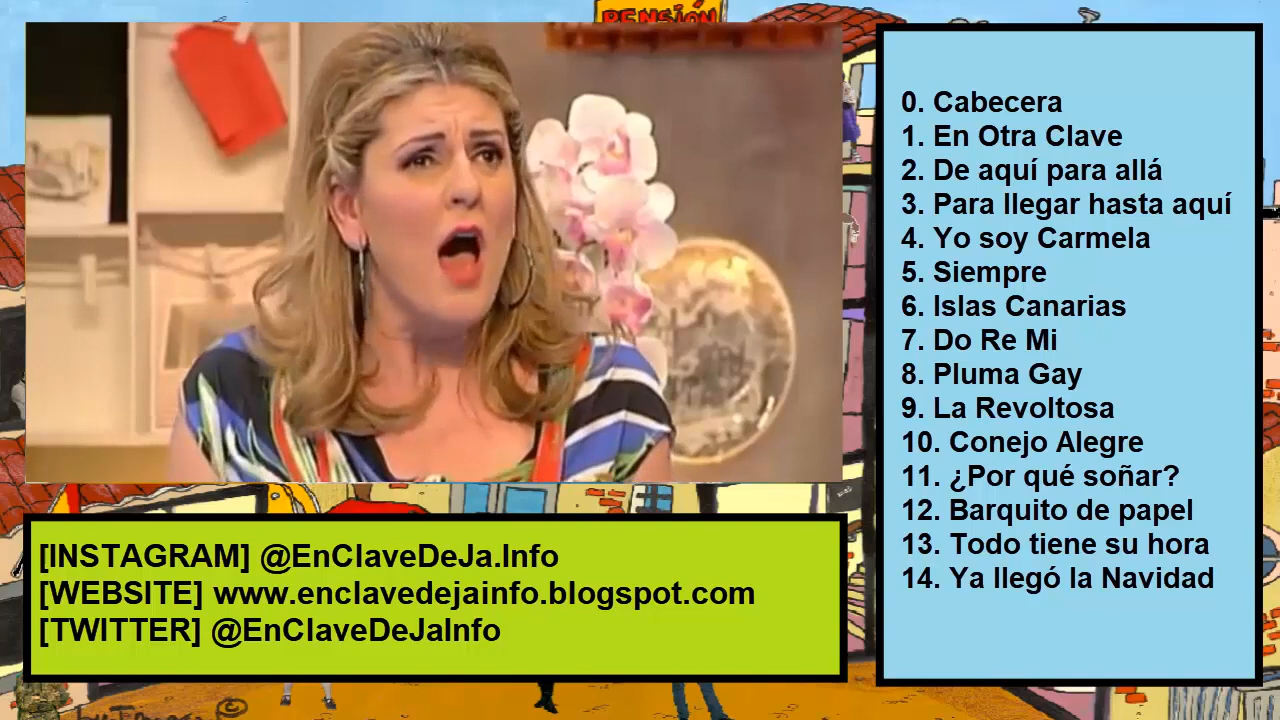 PENSIÓN
0. Cabecera
1. En Otra Clave
2. De aquí para allá
3. Para llegar hasta aquí
4. Yo soy Carmela
5. Siempre
6. Islas Canarias
7. Do Re Mi
8. Pluma Gay
9. La Revoltosa
10. Conejo Alegre
11. ¿Por qué soñar?
12. Barquito de papel
13. Todo tiene su hora
14. Ya llegó la Navidad
[INSTAGRAM] @EnClaveDeJa.Info
[WEBSITE] www.enclavedejainfo.blogspot.com
[TWITTER] @EnClaveDeJaInfo
©